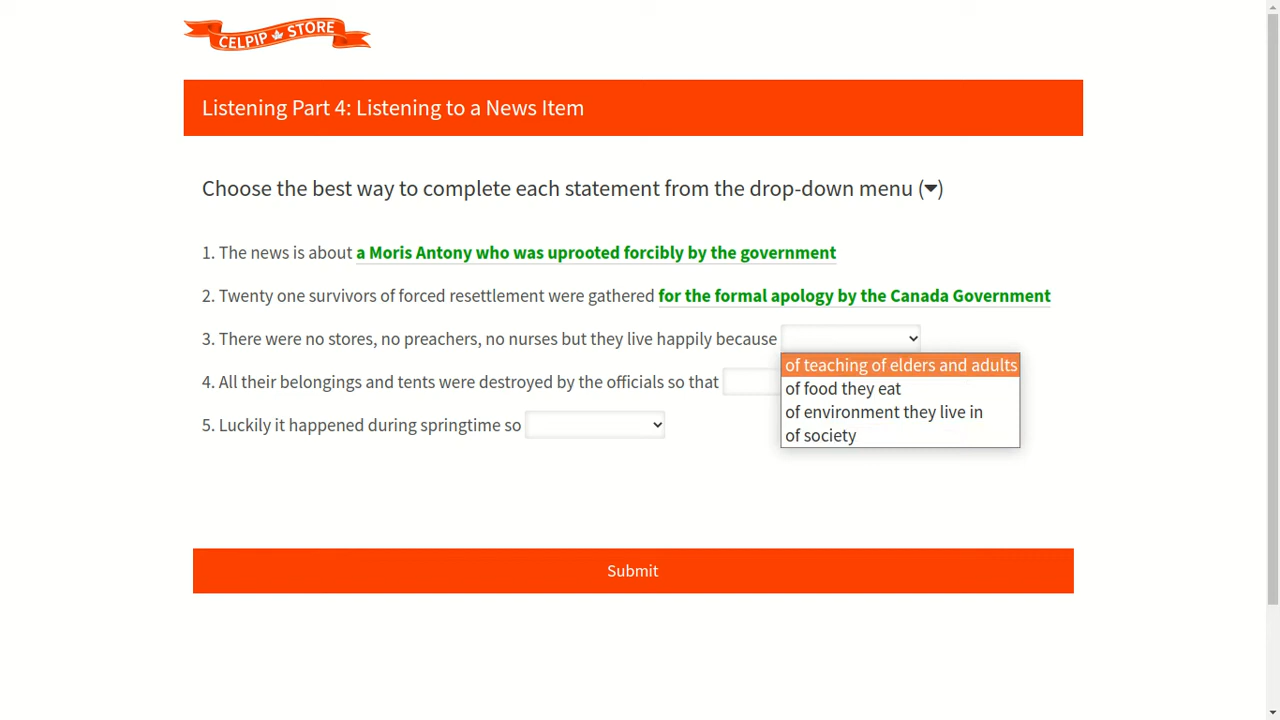 CELPIP STORE
Listening Part 4: Listening to a News Item
Choose the best way to complete each statement from the drop-down menu ( )
1. The news is about a Moris Antony who was uprooted forcibly by the government
2. Twenty one survivors of forced resettlement were gathered for the formal apology by the Canada Government
3. There were no stores, no preachers, no nurses but they live happily because
of teaching of elders and adults
of food they eat
of environment they live in
of society
4. All their belongings and tents were destroyed by the officials so that
5. Luckily it happened during springtime so
Submit